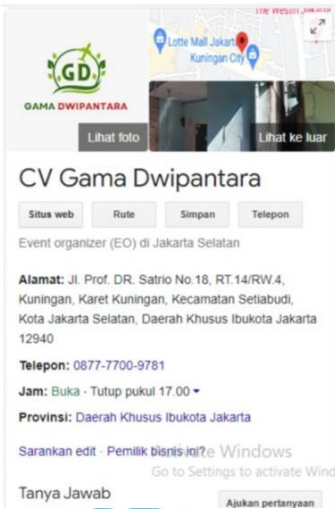 The Westin Jakarta
Lotte Mall Jakart
Kuningan City
GD
GAMA DWIPANTARA
Lihat foto
Lihat ke luar
CV Gama Dwipantara
Situs web
Rute
Simpan
Telepon
Event organizer (EO) di Jakarta Selatan
Alamat: Jl. Prof. DR. Satrio No.18, RT.14/RW.4,
Kuningan, Karet Kuningan, Kecamatan Setiabudi,
Kota Jakarta Selatan, Daerah Khusus Ibukota Jakarta
12940
Telepon: 0877-7700-9781
Jam: Buka · Tutup pukul 17.00
Provinsi: Daerah Khusus Ibukota Jakarta
Sarankan edit · Pemilik bisnis ini?
Activate Windows
Go to Settings to activate Wind
Tanya Jawab
Ajukan pertanyaan